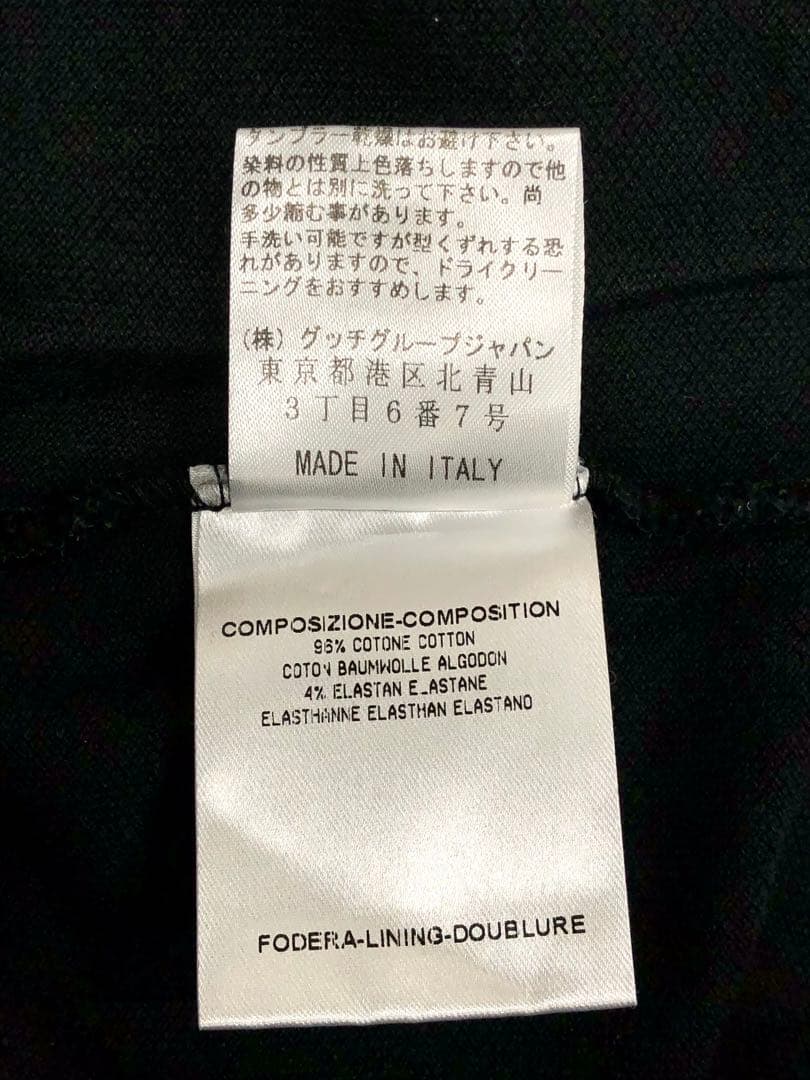 タンブラー乾燥はお避け下さい。
染料の性質上色落ちしますので他
の物とは別に洗って下さい。尚
多少縮む事があります。
手洗い可能ですが型くずれする恐
れがありますので、ドライクリー
ニングをおすすめします。
(株) グッチグループジャパン
東京都港区北青山
3丁目6番7号
MADE IN ITALY
COMPOSIZIONE-COMPOSITION
96% COTONE COTTON
COTON BAUMWOLLE ALGODON
4% ELASTAN ELASTANE
ELASTHANNE ELASTHAN ELASTANO
FODERA-LINING-DOUBLURE